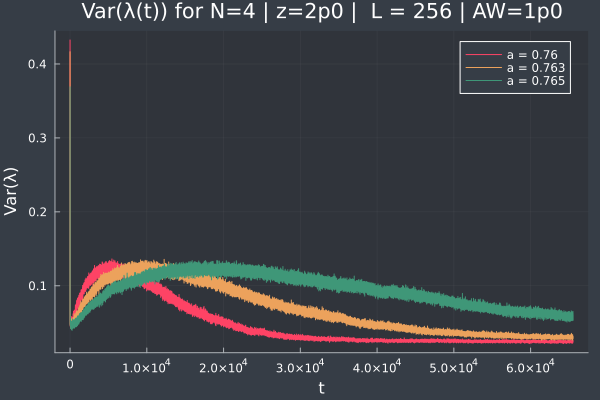 Var(λ(t)) for N=4 | z=2p0 |  L = 256 | AW=1p0
a = 0.76
a = 0.763
a = 0.765
Var(λ)
0.4
0.3
0.2
0.1
0 1.0×10⁴ 2.0×10⁴ 3.0×10⁴ 4.0×10⁴ 5.0×10⁴ 6.0×10⁴
t